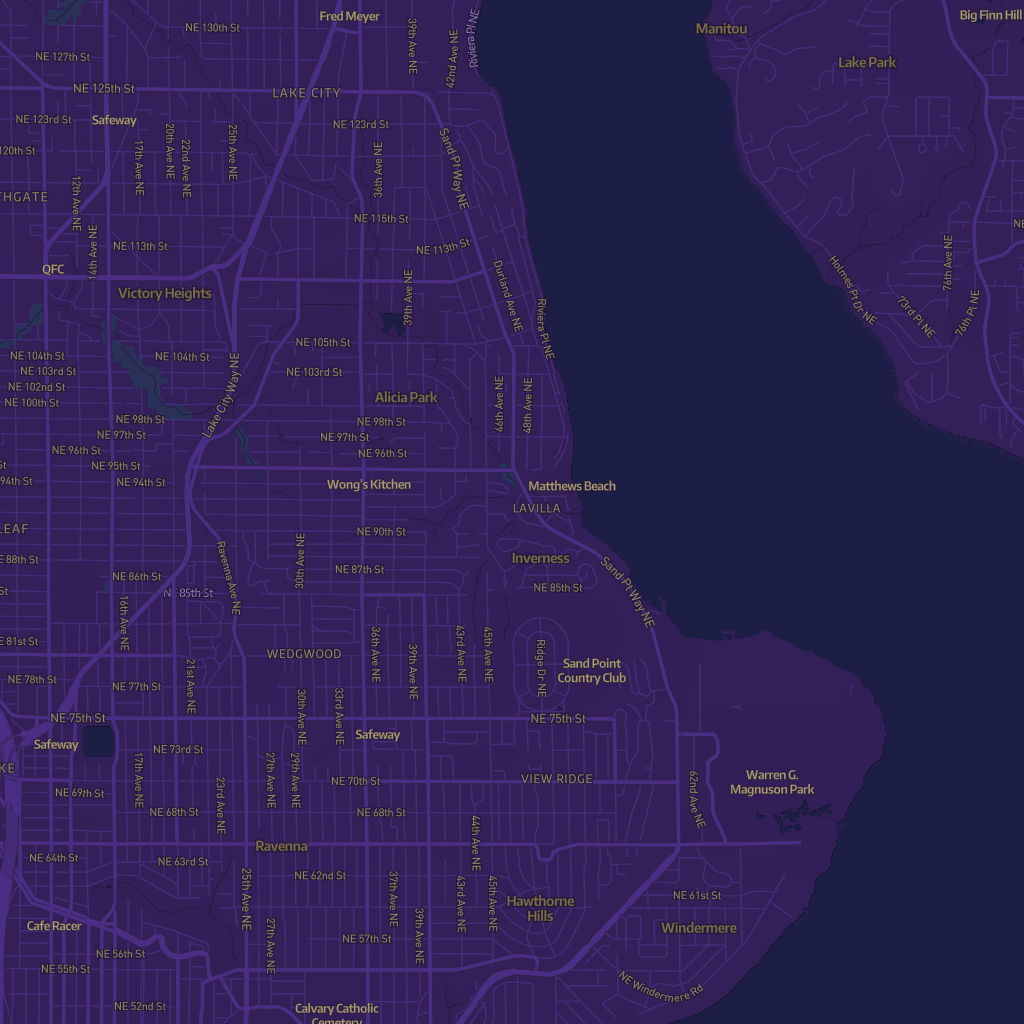 Fred Meyer
NE 130th St
39th Ave NE
42nd Ave NE
Riviera Pl NE
Manitou
Big Finn Hill
Lake Park
NE 127th St
NE 125th St
LAKE CITY
NE 123rd St
Safeway
NE 123rd St
120th St
17th Ave NE
20th Ave NE
22nd Ave NE
25th Ave NE
36th Ave NE
Sand Pt Way NE
THGATE
12th Ave NE
14th Ave NE
NE 115th St
NE 113th St
NE 113th St
QFC
Victory Heights
39th Ave NE
Durland Ave NE
Riviera Pl NE
Holmes Pt Dr NE
73rd Pl NE
76th Ave NE
76th Pl NE
NE
NE 104th St
NE 103rd St
NE 102nd St
NE 100th St
NE 104th St
NE 105th St
NE 103rd St
Lake City Way NE
Alicia Park
46th Ave NE
48th Ave NE
NE 98th St
NE 97th St
NE 96th St
NE 95th St
94th St
NE 94th St
NE 98th St
NE 97th St
NE 96th St
Wong's Kitchen
Matthews Beach
LAVILLA
LEAF
NE 90th St
NE 88th St
NE 86th St
NE 85th St
Ravenna Ave NE
30th Ave NE
NE 87th St
Inverness
NE 85th St
Sand Pt Way NE
St
16th Ave NE
NE 81st St
WEDGWOOD
36th Ave NE
39th Ave NE
43rd Ave NE
45th Ave NE
Ridge Dr NE
Sand Point
Country Club
NE 78th St
NE 77th St
21st Ave NE
30th Ave NE
33rd Ave NE
NE 75th St
NE 75th St
Safeway
NE 73rd St
Safeway
KE
17th Ave NE
23rd Ave NE
27th Ave NE
29th Ave NE
NE 70th St
VIEW RIDGE
62nd Ave NE
Warren G.
Magnuson Park
NE 69th St
NE 68th St
NE 68th St
44th Ave NE
Ravenna
NE 64th St
NE 63rd St
NE 62nd St
25th Ave NE
27th Ave NE
37th Ave NE
39th Ave NE
43rd Ave NE
45th Ave NE
Hawthorne
Hills
NE 61st St
Windermere
Cafe Racer
NE 57th St
NE 56th St
NE 55th St
NE 52nd St
Calvary Catholic
Cemetery
NE Windermere Rd